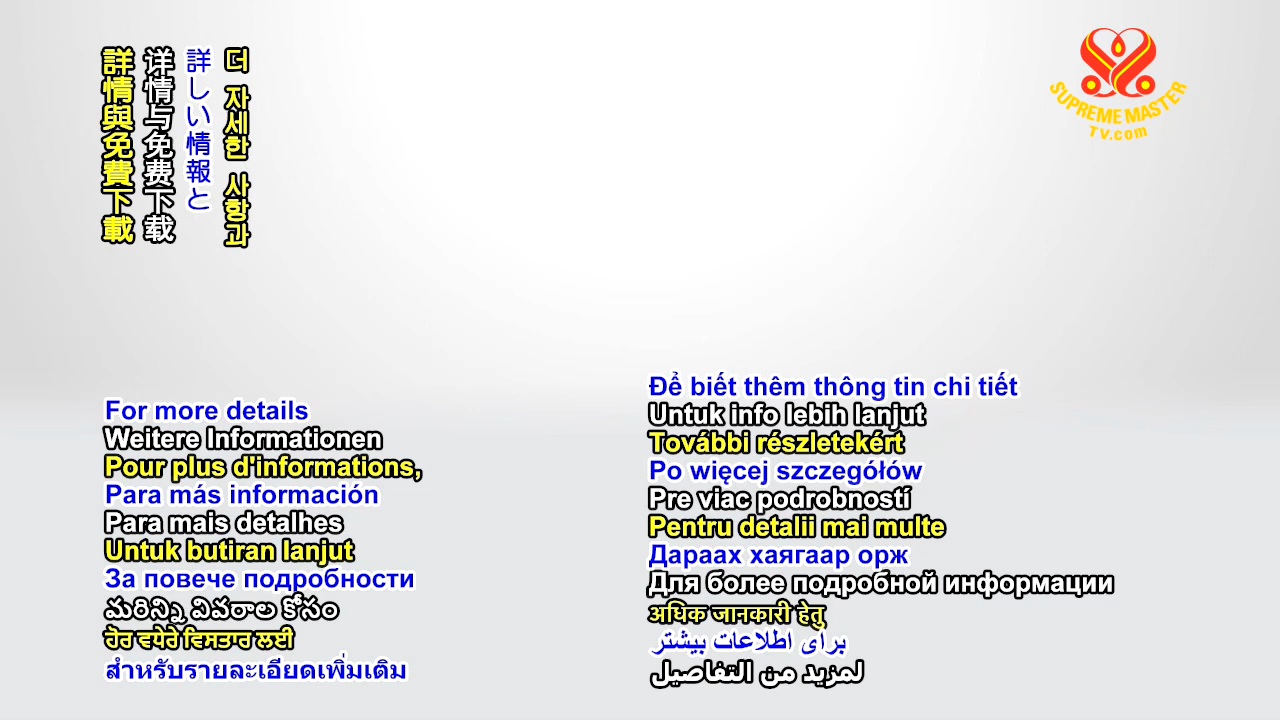 詳情與免費下載
详情与免费下载
詳しい情報と
더 자세한 사항과
SUPREME MASTER
TV.com
For more details
Weitere Informationen
Pour plus d'informations,
Para más información
Para mais detalhes
Untuk butiran lanjut
За повече подробности
మరిన్ని వివరాల కోసం
ਹੋਰ ਵਧੇਰੇ ਵਿਸਤਾਰ ਲਈ
สำหรับรายละเอียดเพิ่มเติม
Để biết thêm thông tin chi tiết
Untuk info lebih lanjut
További részletekért
Po więcej szczegółów
Pre viac podrobností
Pentru detalii mai multe
Дараах хаягаар орж
Для более подробной информации
अधिक जानकारी हेतु
برای اطلاعات بیشتر
لمزيد من التفاصيل